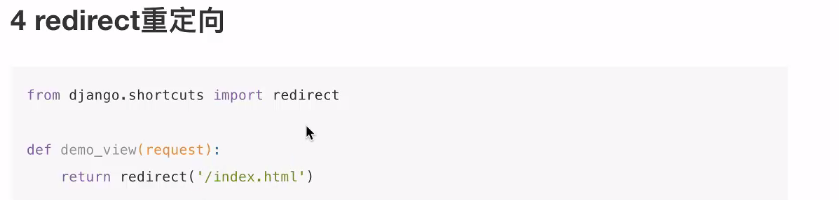 4 redirect重定向
from django.shortcuts import redirect
def demo_view(request):
    return redirect('/index.html')